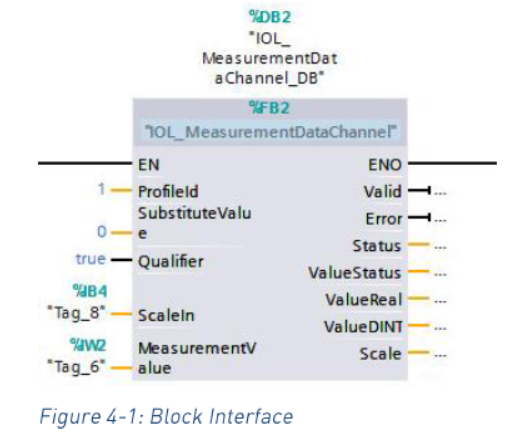 %DB2
"IOL_
MeasurementDat
aChannel_DB"
%FB2
"IOL_MeasurementDataChannel"
EN
ENO
1
ProfileId
Valid
...
SubstituteValu
e
0
Error
...
true
Qualifier
Status
...
ValueStatus
...
%IB4
"Tag_8"
ScaleIn
ValueReal
...
ValueDINT
...
%IW2
"Tag_6"
MeasurementV
alue
Scale
...
Figure 4-1: Block Interface